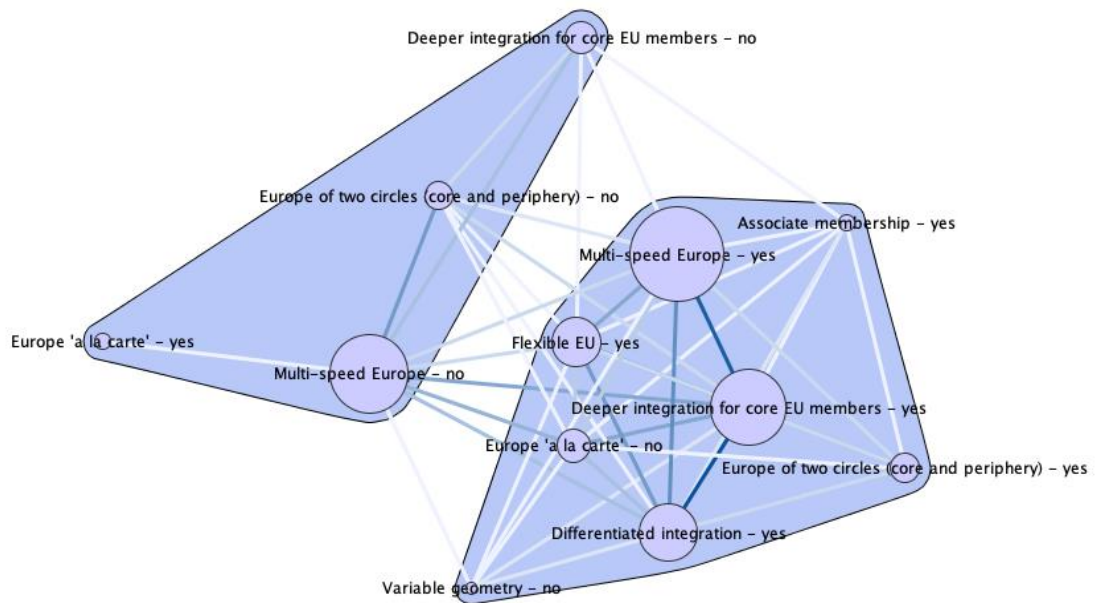 Deeper integration for core EU members – no
Europe of two circles (core and periphery) – no
Associate membership – yes
Multi-speed Europe – yes
Europe 'a la carte' – yes
Flexible EU – yes
Multi-speed Europe – no
Deeper integration for core EU members – yes
Europe 'a la carte' – no
Europe of two circles (core and periphery) – yes
Differentiated integration – yes
Variable geometry – no